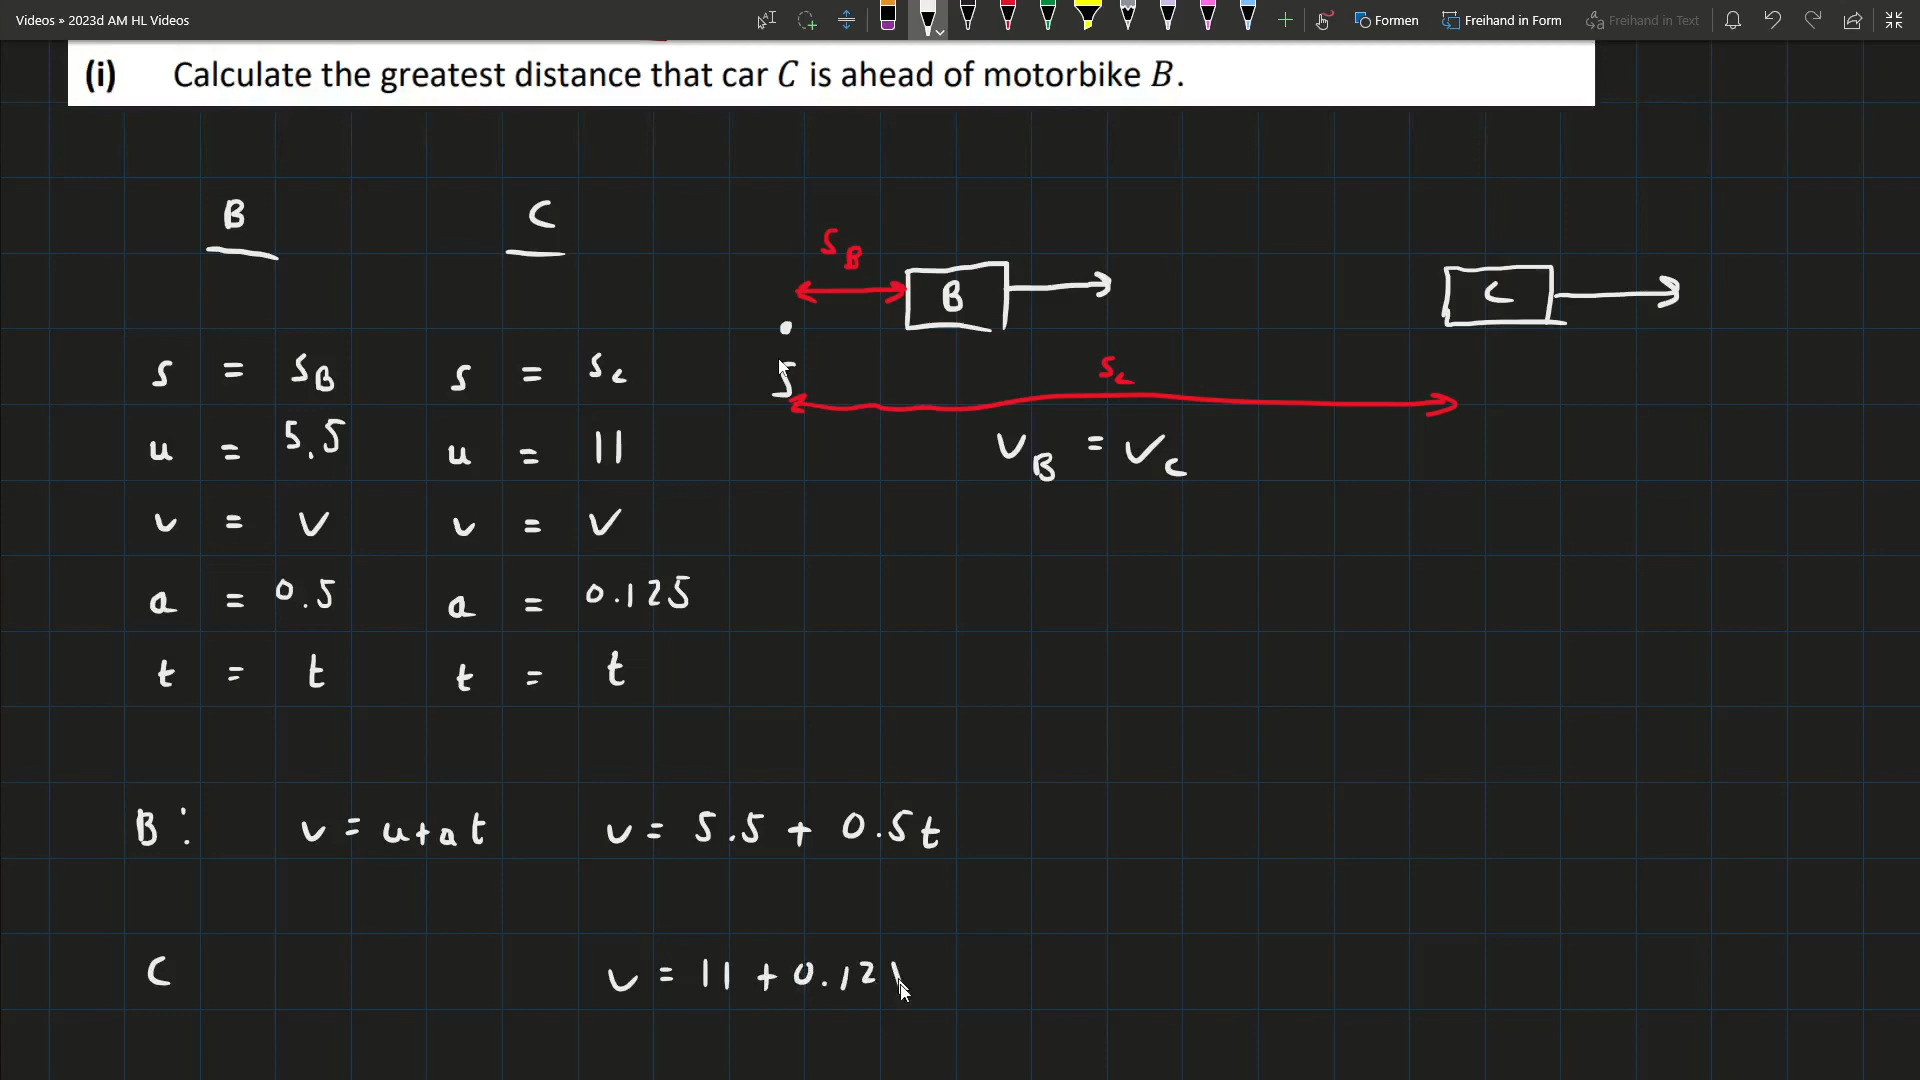 Videos » 2023d AM HL Videos
Formen Freihand in Form Freihand in Text
(i) Calculate the greatest distance that car C is ahead of motorbike B.
B C
s_B
B C
s = s_B s = s_c
s
s_c
u = 5.5 u = 11
v_B = v_c
v = v v = v
a = 0.5 a = 0.125
t = t t = t
B: v = u+at v = 5.5 + 0.5t
C v = 11 + 0.12